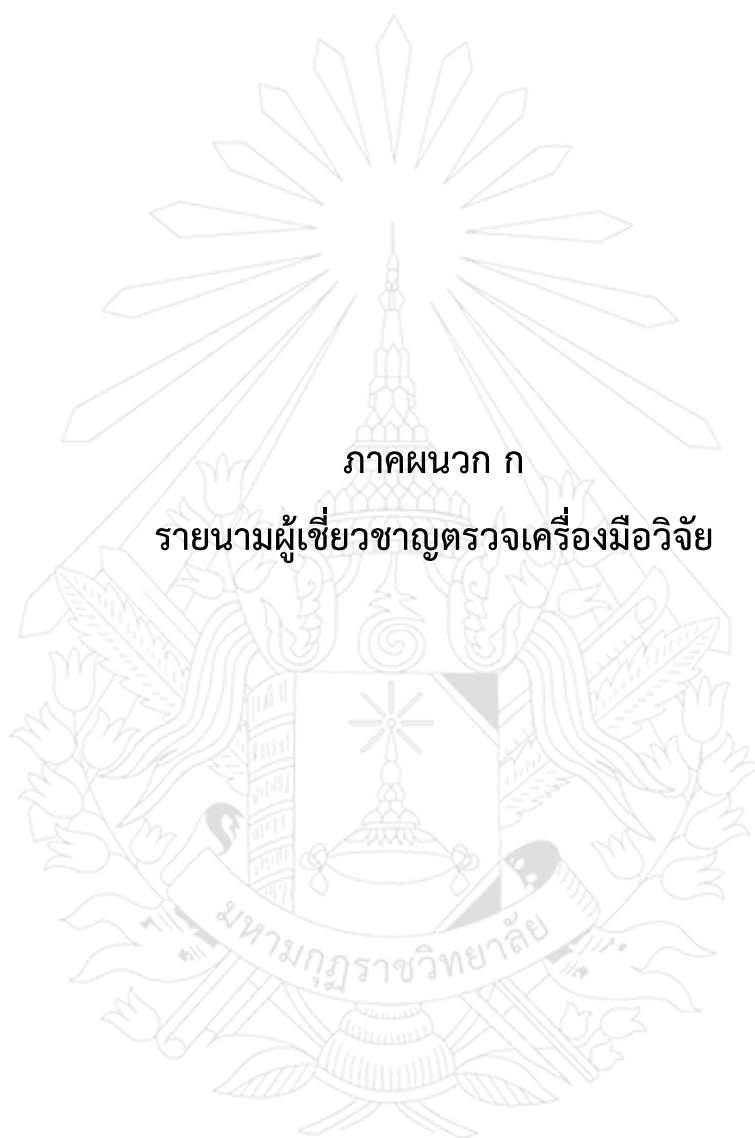 ภาคผนวก ก
รายนามผู้เชี่ยวชาญตรวจเครื่องมือวิจัย
มหามกุฏราชวิทยาลัย